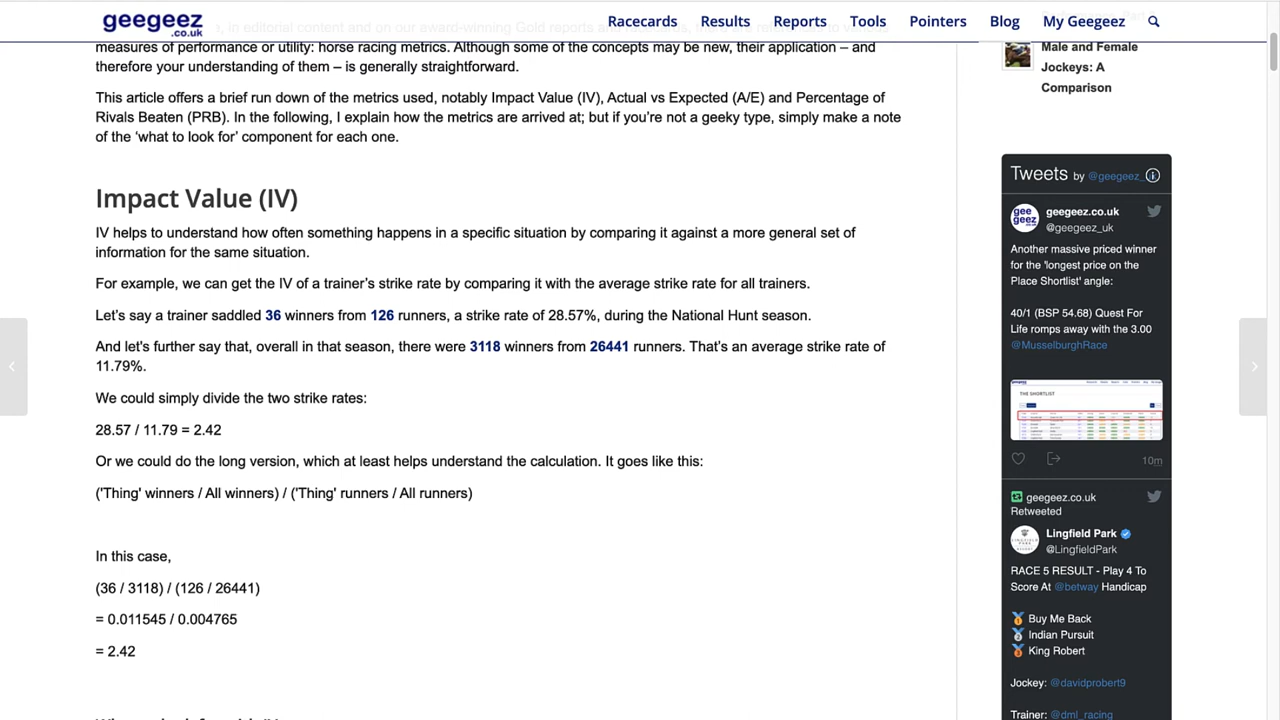 geegeez
.co.uk
Racecards
Results
Reports
Tools
Pointers
Blog
My Geegeez
in editorial content and on our award-winning Gold reports
measures of performance or utility: horse racing metrics. Although some of the concepts may be new, their application – and
therefore your understanding of them – is generally straightforward.
This article offers a brief run down of the metrics used, notably Impact Value (IV), Actual vs Expected (A/E) and Percentage of
Rivals Beaten (PRB). In the following, I explain how the metrics are arrived at; but if you’re not a geeky type, simply make a note
of the ‘what to look for’ component for each one.
Impact Value (IV)
IV helps to understand how often something happens in a specific situation by comparing it against a more general set of
information for the same situation.
For example, we can get the IV of a trainer’s strike rate by comparing it with the average strike rate for all trainers.
Let’s say a trainer saddled 36 winners from 126 runners, a strike rate of 28.57%, during the National Hunt season.
And let's further say that, overall in that season, there were 3118 winners from 26441 runners. That’s an average strike rate of
11.79%.
We could simply divide the two strike rates:
28.57 / 11.79 = 2.42
Or we could do the long version, which at least helps understand the calculation. It goes like this:
('Thing' winners / All winners) / ('Thing' runners / All runners)
In this case,
(36 / 3118) / (126 / 26441)
= 0.011545 / 0.004765
= 2.42
Male and Female
Jockeys: A
Comparison
Tweets by @geegeez_
geegeez.co.uk
@geegeez_uk
Another massive priced winner
for the 'longest price on the
Place Shortlist' angle:
40/1 (BSP 54.68) Quest For
Life romps away with the 3.00
@MusselburghRace
THE SHORTLIST
10m
geegeez.co.uk
Retweeted
Lingfield Park
@LingfieldPark
RACE 5 RESULT - Play 4 To
Score At @betway Handicap
🥇 Buy Me Back
🥈 Indian Pursuit
🥉 King Robert
Jockey: @davidprobert9
Trainer: @dml_racing